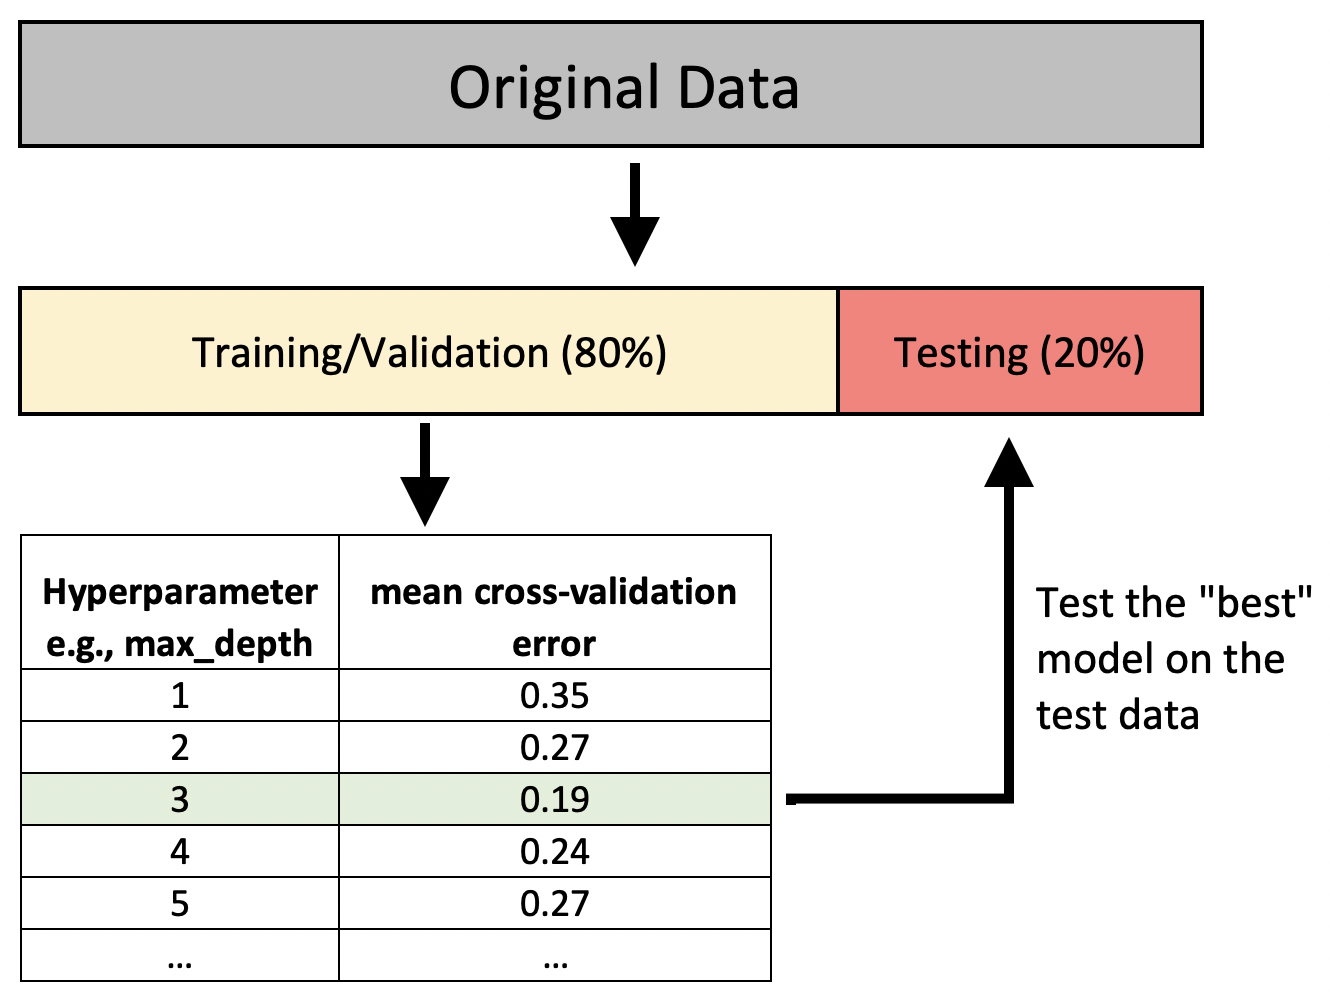 Original Data
Training/Validation (80%)
Testing (20%)
Hyperparameter
e.g., max_depth
mean cross-validation
error
1
0.35
2
0.27
3
0.19
4
0.24
5
0.27
...
...
Test the "best"
model on the
test data